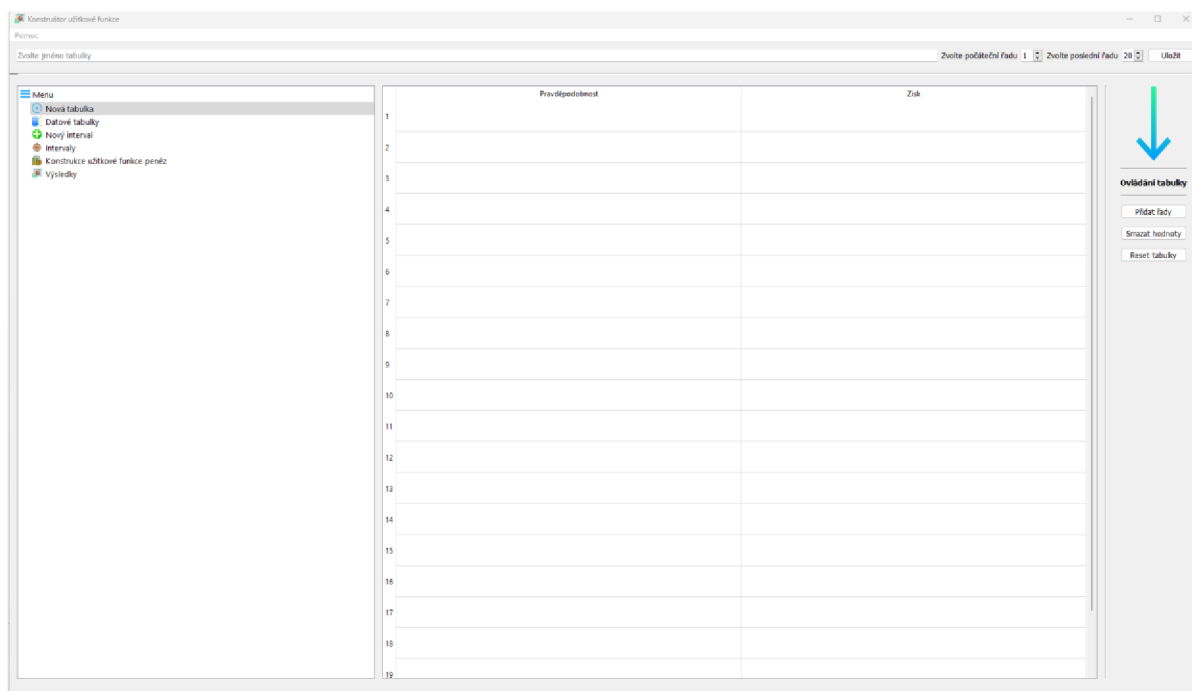 Konstruktor užitkové funkce
Pomoc
Zvolte jméno tabulky
Zvolte počáteční řadu 1 Zvolte poslední řadu 20 Uložit
Menu
Nová tabulka
Datové tabulky
Nový interval
Intervaly
Konstrukce užitkové funkce peněz
Výsledky
Pravděpodobnost Zisk
1
2
3
4
5
6
7
8
9
10
11
12
13
14
15
16
17
18
19
Ovládání tabulky
Přidat řady
Smazat hodnoty
Reset tabulky